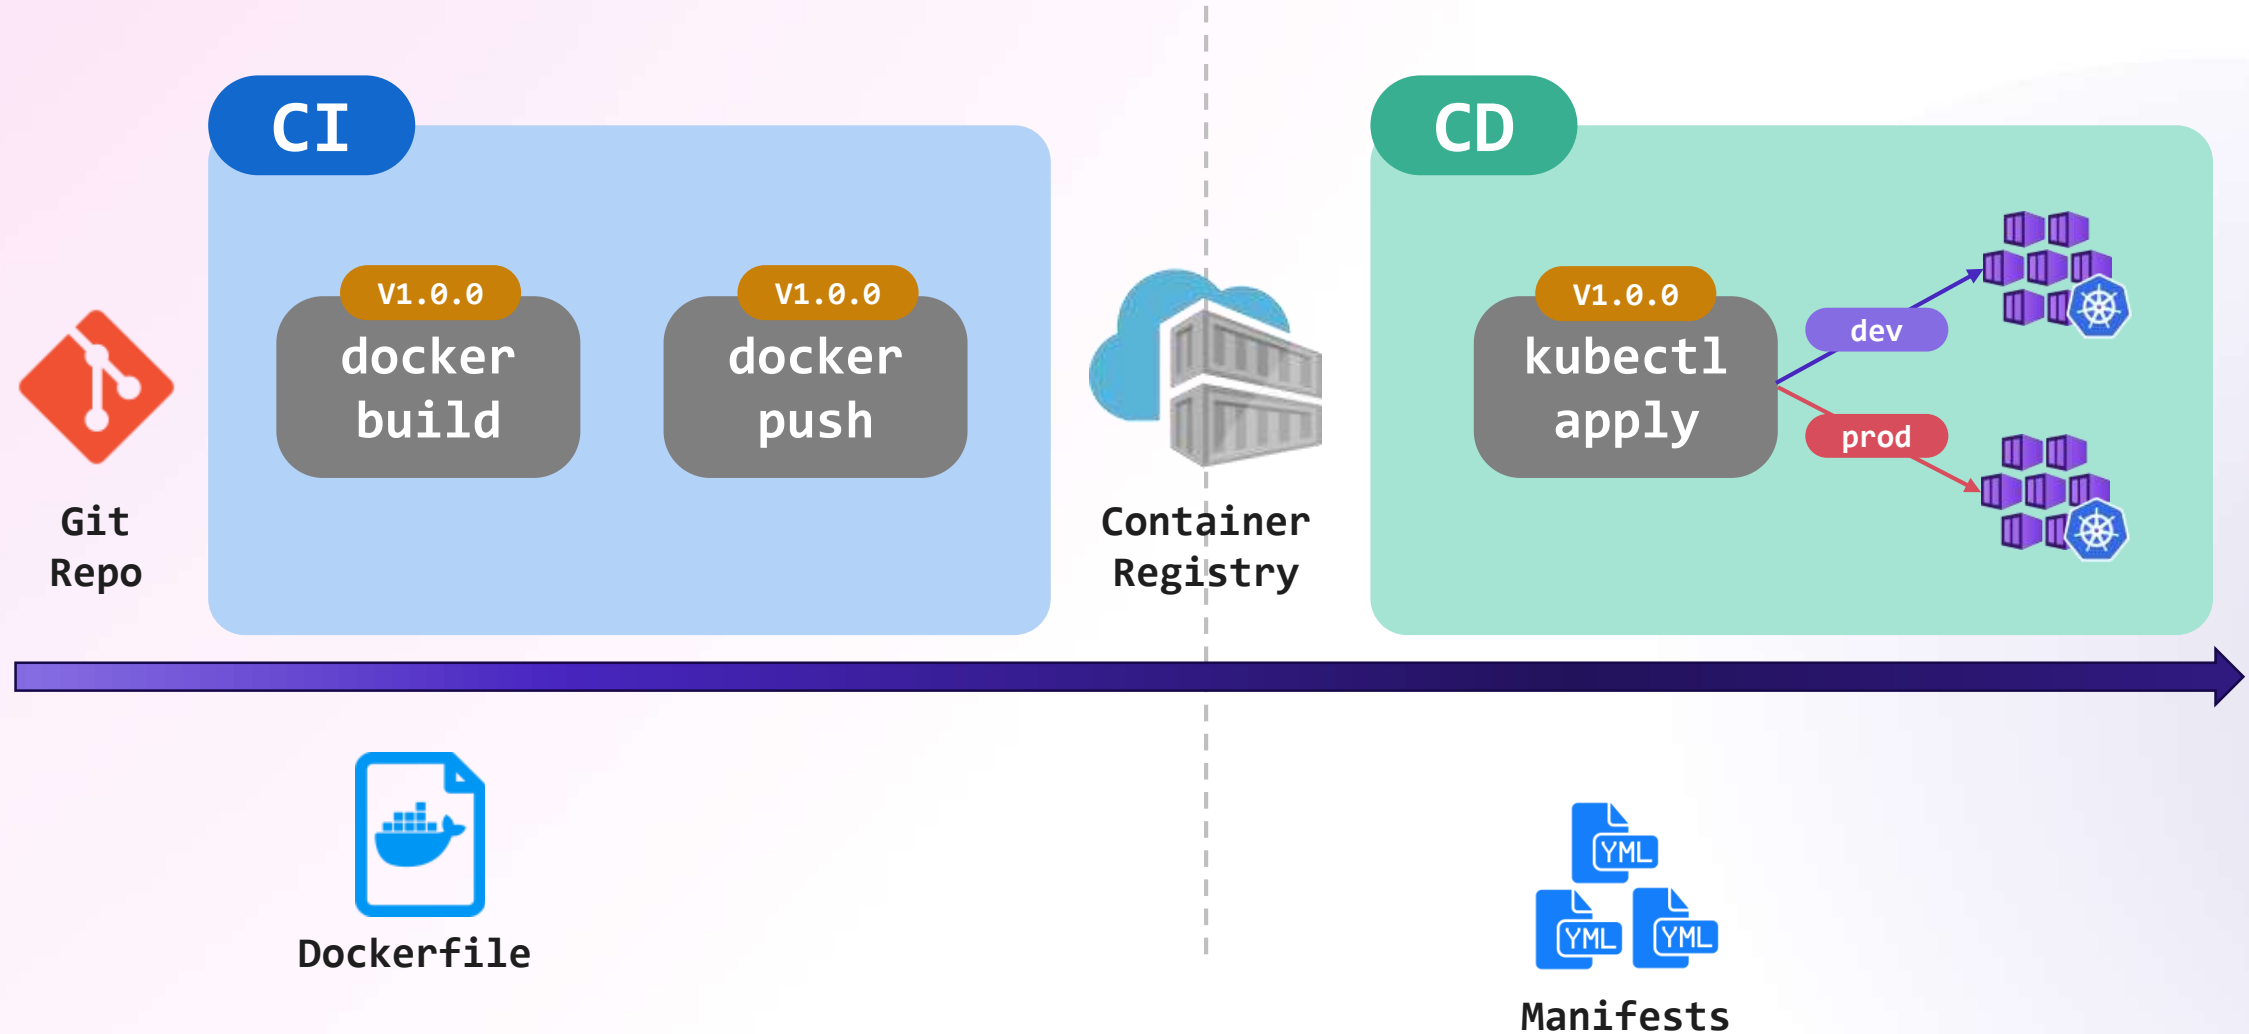 CI
CD
V1.0.0
docker
build
V1.0.0
docker
push
V1.0.0
kubectl
apply
dev
prod
Git
Repo
Container
Registry
Dockerfile
YML
YML
YML
Manifests